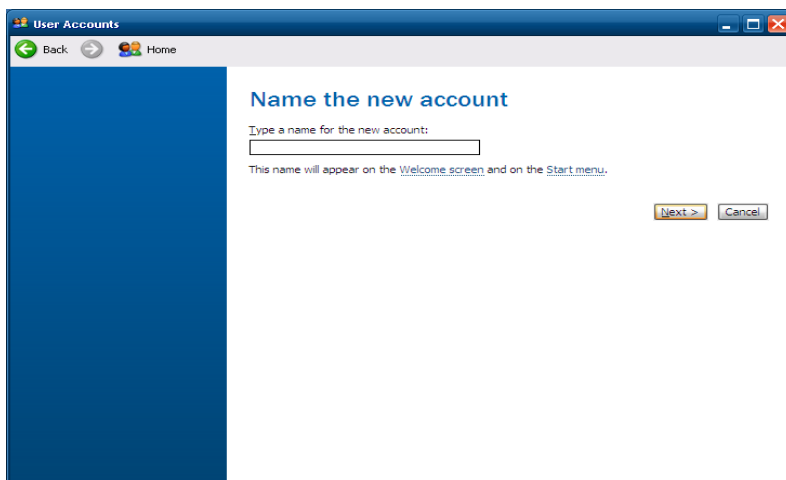 User Accounts
Back Home
Name the new account
Type a name for the new account:
This name will appear on the Welcome screen and on the Start menu.
Next > Cancel